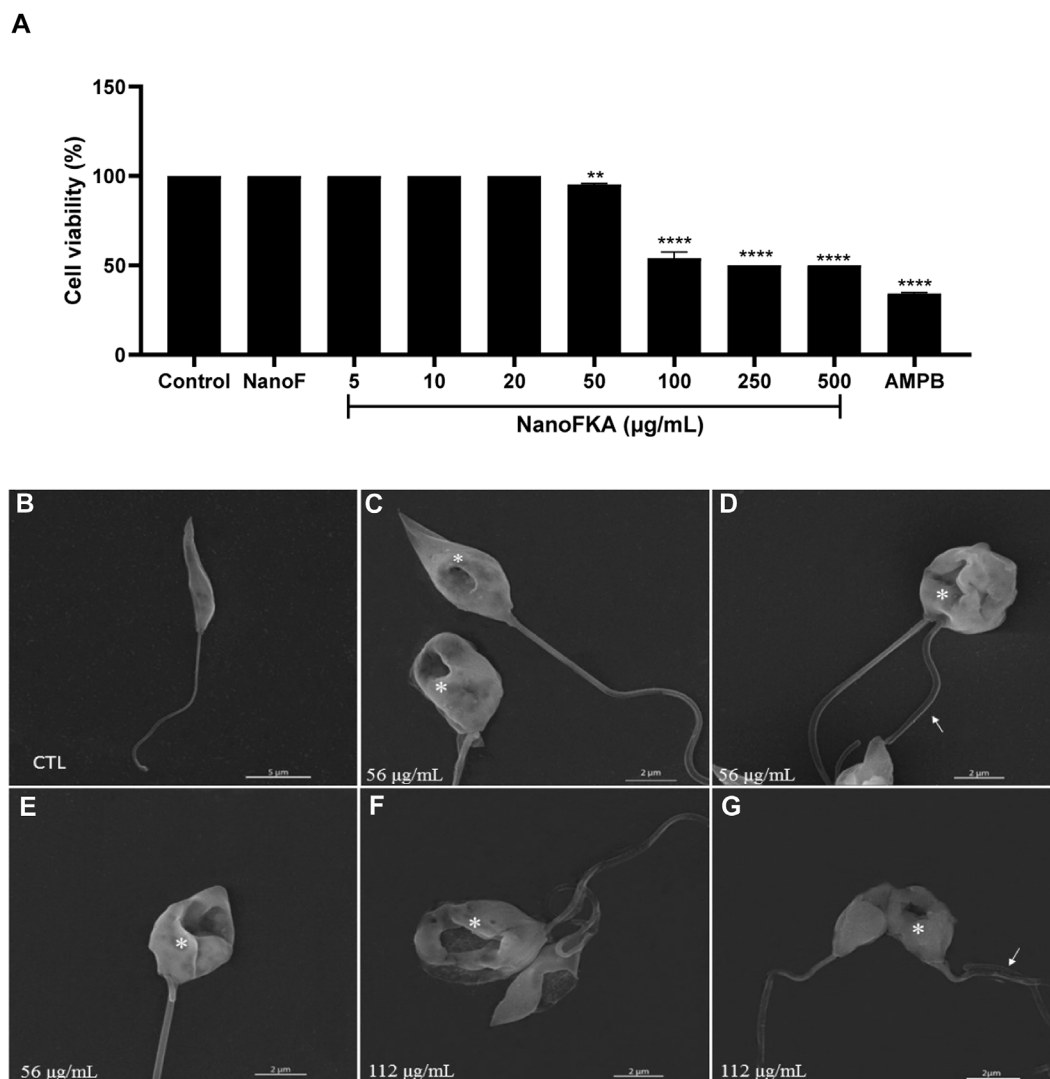 A
Cell viability (%)
150
100
50
0
**
****
****
****
****
Control NanoF 5 10 20 50 100 250 500 AMPB
NanoFKA (µg/mL)
B
CTL
5 µm
C
*
*
56 µg/mL
2 µm
D
*
56 µg/mL
2 µm
E
*
56 µg/mL
2 µm
F
*
112 µg/mL
2 µm
G
*
112 µg/mL
2µm